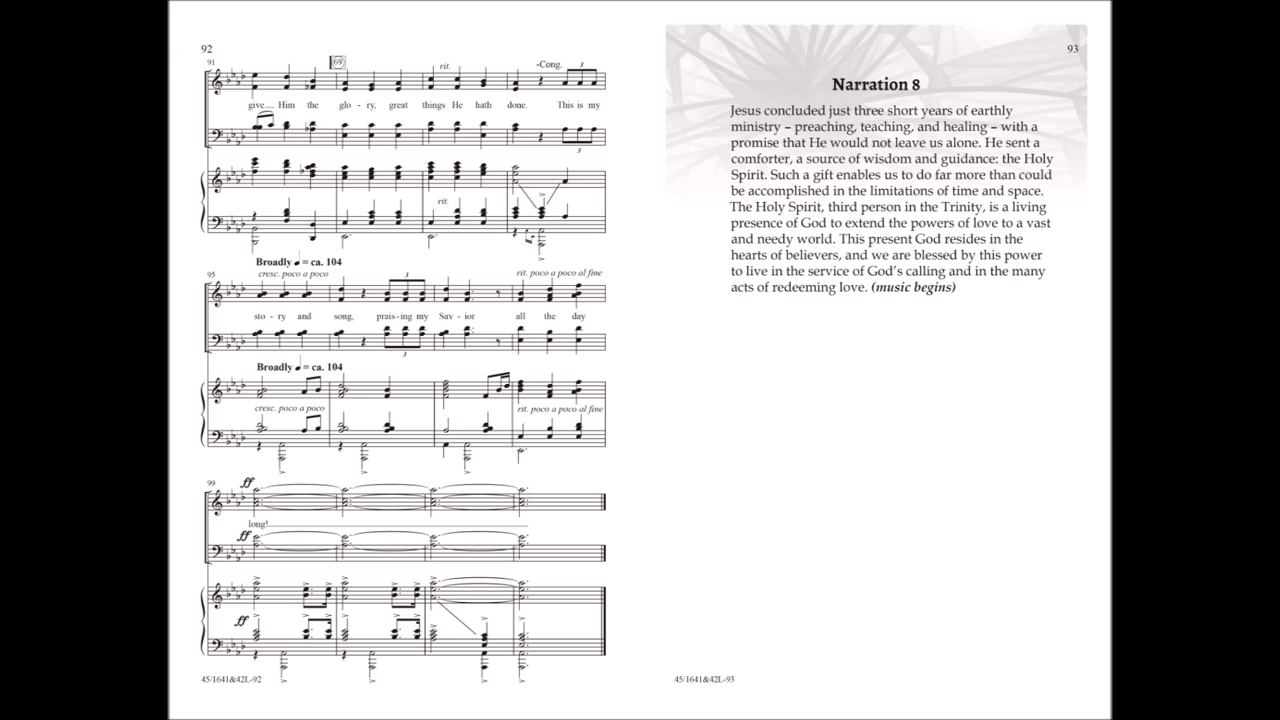 92
91
69
rit.
-Cong.
3
give Him the glo - ry, great things He hath done. This is my
3
rit.
Broadly ♩ = ca. 104
95
cresc. poco a poco
3
rit. poco a poco al fine
sto - ry and song, prais - ing my Sav - ior all the day
3
Broadly ♩ = ca. 104
cresc. poco a poco
rit. poco a poco al fine
99
ff
long!
ff
ff
45/1641&42L-92
93
Narration 8
Jesus concluded just three short years of earthly
ministry – preaching, teaching, and healing – with a
promise that He would not leave us alone. He sent a
comforter, a source of wisdom and guidance: the Holy
Spirit. Such a gift enables us to do far more than could
be accomplished in the limitations of time and space.
The Holy Spirit, third person in the Trinity, is a living
presence of God to extend the powers of love to a vast
and needy world. This present God resides in the
hearts of believers, and we are blessed by this power
to live in the service of God's calling and in the many
acts of redeeming love. (music begins)
45/1641&42L-93